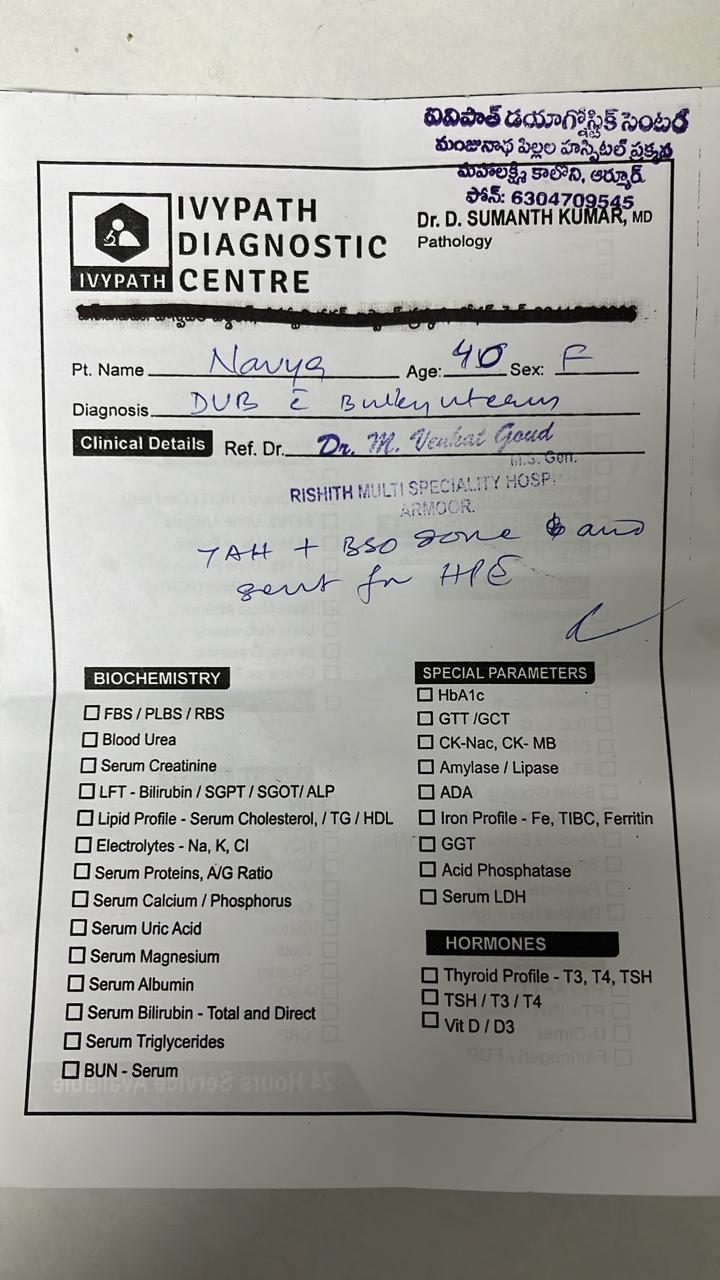 ఐవిపాత్ డయాగ్నోస్టిక్ సెంటర్
మంజునాథ పిల్లల హాస్పిటల్ ప్రక్కన
మహాలక్ష్మి కాలొని, ఆర్మూర్.
ఫోన్: 6304709545
IVYPATH
DIAGNOSTIC
CENTRE
IVYPATH
Dr. D. SUMANTH KUMAR, MD
Pathology
Pt. Name Navya Age: 40 Sex: F
Diagnosis DUB c̄ Bulky uterus
Clinical Details Ref. Dr. Dr. M. Venkat Goud
M.S. Gen.
RISHITH MULTI SPECIALITY HOSP
ARMOOR.
TAH + BSO done and
sent for HPE
BIOCHEMISTRY
FBS / PLBS / RBS
Blood Urea
Serum Creatinine
LFT - Bilirubin / SGPT / SGOT/ ALP
Lipid Profile - Serum Cholesterol, / TG / HDL
Electrolytes - Na, K, Cl
Serum Proteins, A/G Ratio
Serum Calcium / Phosphorus
Serum Uric Acid
Serum Magnesium
Serum Albumin
Serum Bilirubin - Total and Direct
Serum Triglycerides
BUN - Serum
SPECIAL PARAMETERS
HbA1c
GTT /GCT
CK-Nac, CK- MB
Amylase / Lipase
ADA
Iron Profile - Fe, TIBC, Ferritin
GGT
Acid Phosphatase
Serum LDH
HORMONES
Thyroid Profile - T3, T4, TSH
TSH / T3 / T4
Vit D / D3